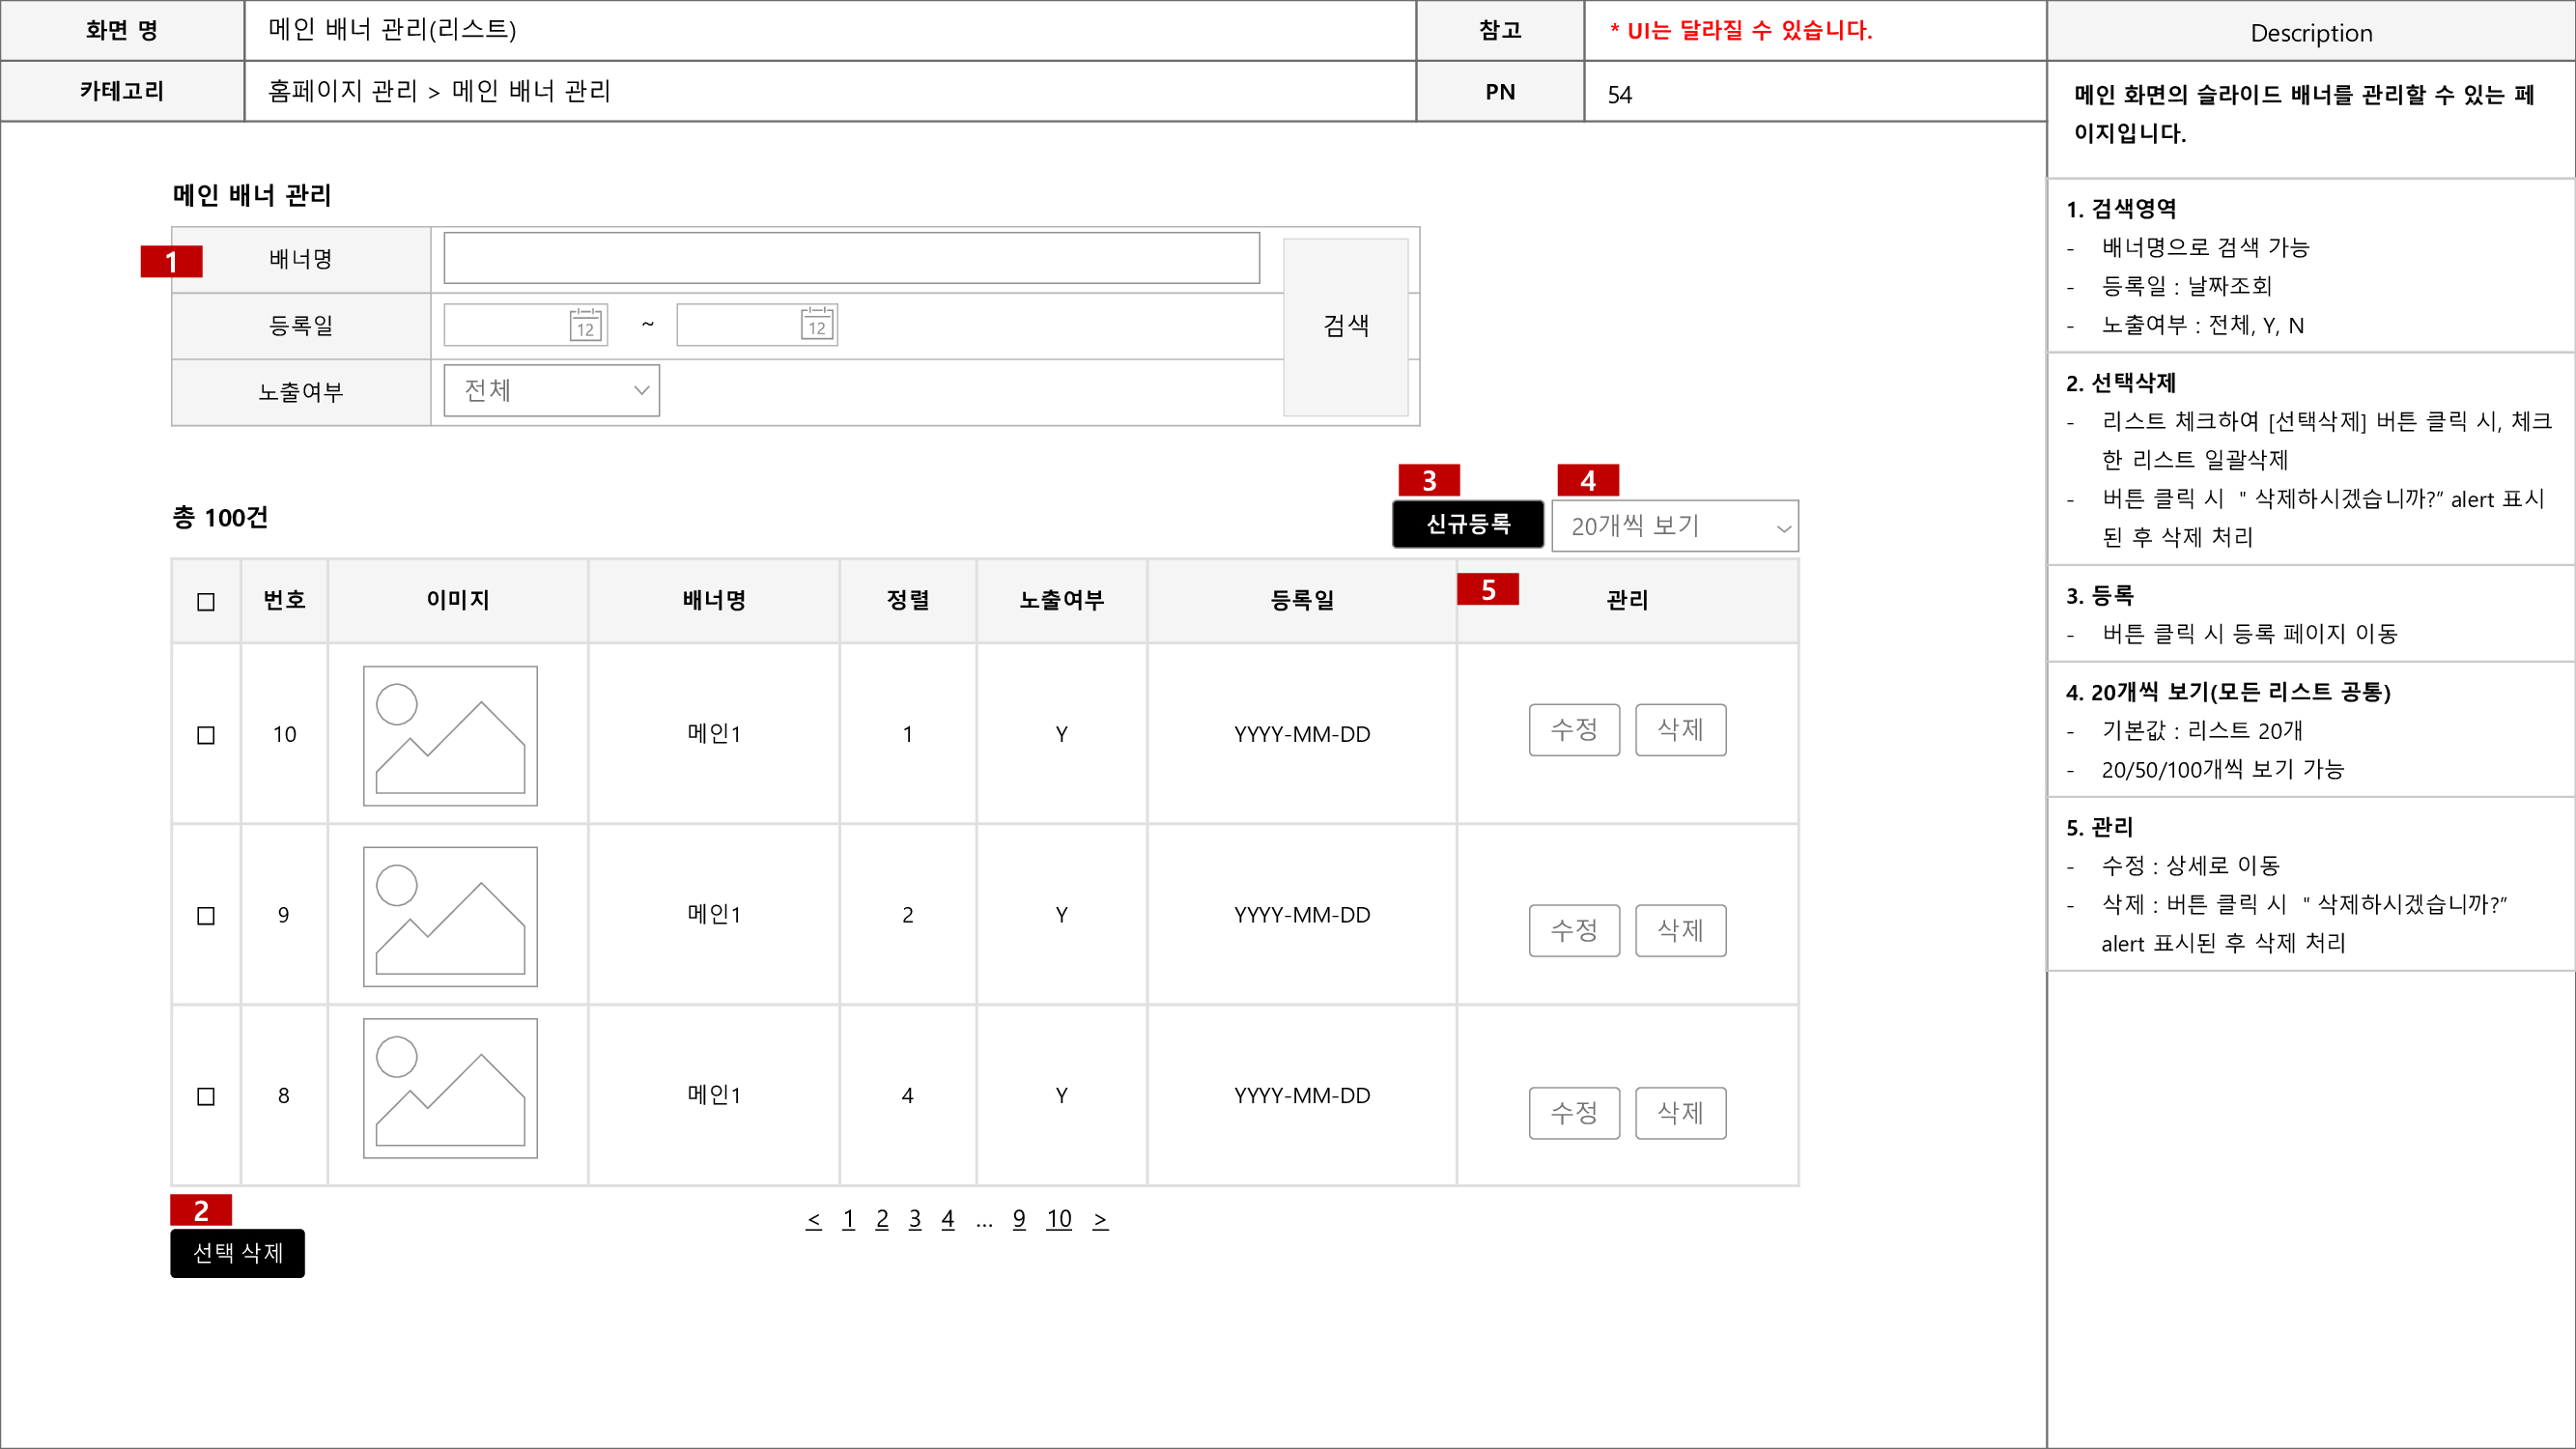 화면 명
메인 배너 관리(리스트)
참고
* UI는 달라질 수 있습니다.
Description
카테고리
홈페이지 관리 > 메인 배너 관리
PN
54
메인 화면의 슬라이드 배너를 관리할 수 있는 페
이지입니다.
메인 배너 관리
1
배너명
등록일
12
~
12
노출여부
전체
검색
총 100건
3
신규등록
4
20개씩 보기
번호
이미지
배너명
정렬
노출여부
등록일
5
관리
10
메인1
1
Y
YYYY-MM-DD
수정
삭제
9
메인1
2
Y
YYYY-MM-DD
수정
삭제
8
메인1
4
Y
YYYY-MM-DD
수정
삭제
2
선택 삭제
< 1 2 3 4 ... 9 10 >
1. 검색영역
- 배너명으로 검색 가능
- 등록일 : 날짜조회
- 노출여부 : 전체, Y, N
2. 선택삭제
- 리스트 체크하여 [선택삭제] 버튼 클릭 시, 체크
한 리스트 일괄삭제
- 버튼 클릭 시 " 삭제하시겠습니까?” alert 표시
된 후 삭제 처리
3. 등록
- 버튼 클릭 시 등록 페이지 이동
4. 20개씩 보기(모든 리스트 공통)
- 기본값 : 리스트 20개
- 20/50/100개씩 보기 가능
5. 관리
- 수정 : 상세로 이동
- 삭제 : 버튼 클릭 시 " 삭제하시겠습니까?”
alert 표시된 후 삭제 처리